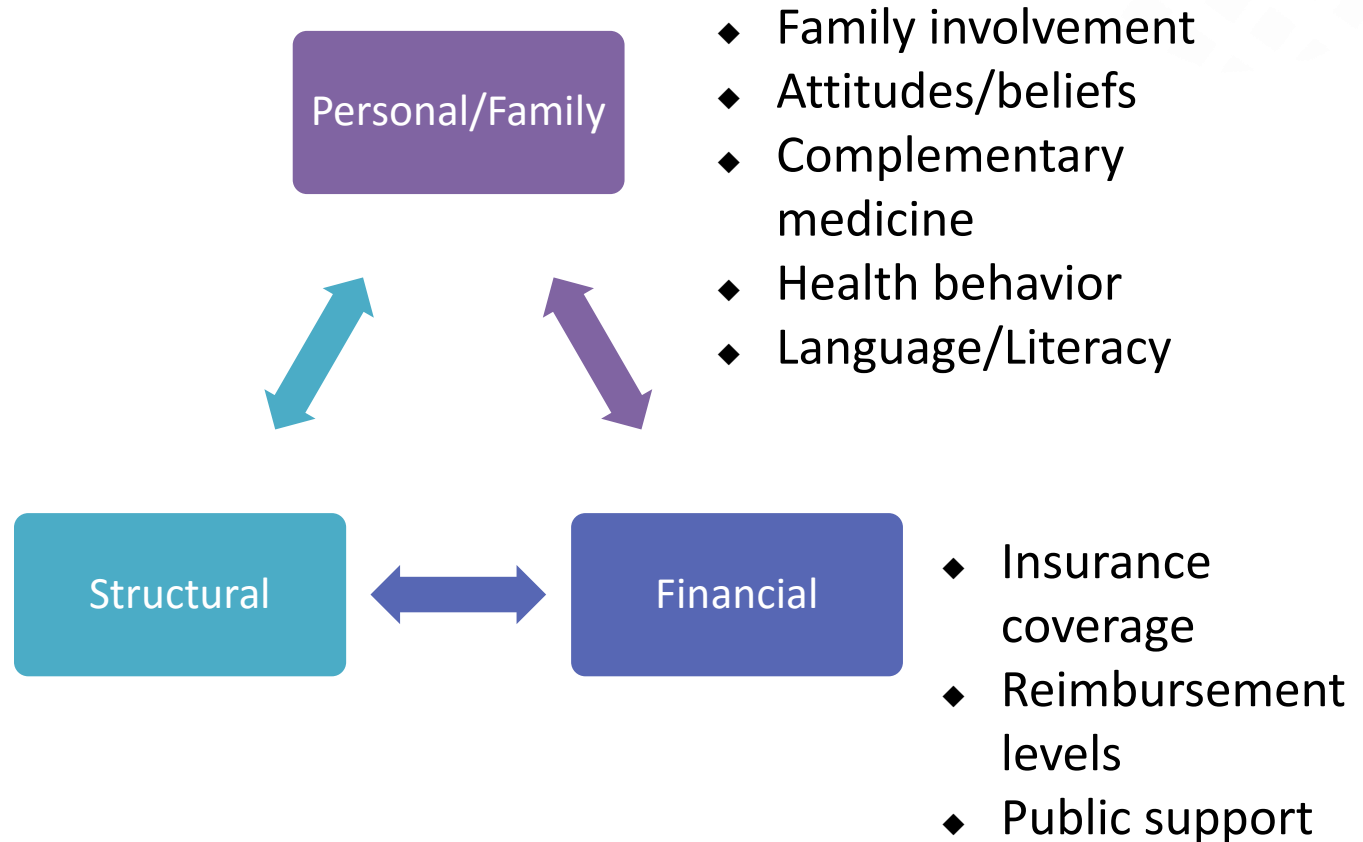 Personal/Family
◆ Family involvement
◆ Attitudes/beliefs
◆ Complementary
medicine
◆ Health behavior
◆ Language/Literacy
Structural
Financial
◆ Insurance
coverage
◆ Reimbursement
levels
◆ Public support